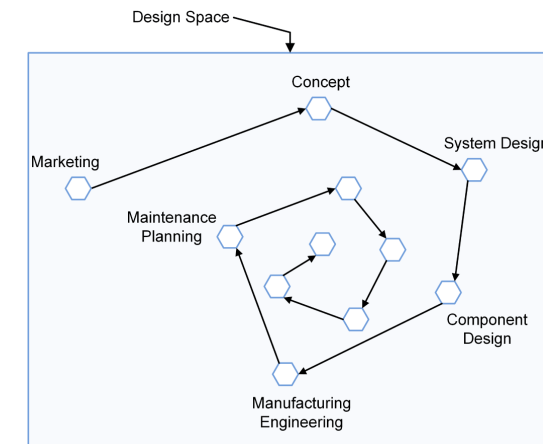 Design Space
Concept
System Design
Marketing
Maintenance
Planning
Component
Design
Manufacturing
Engineering